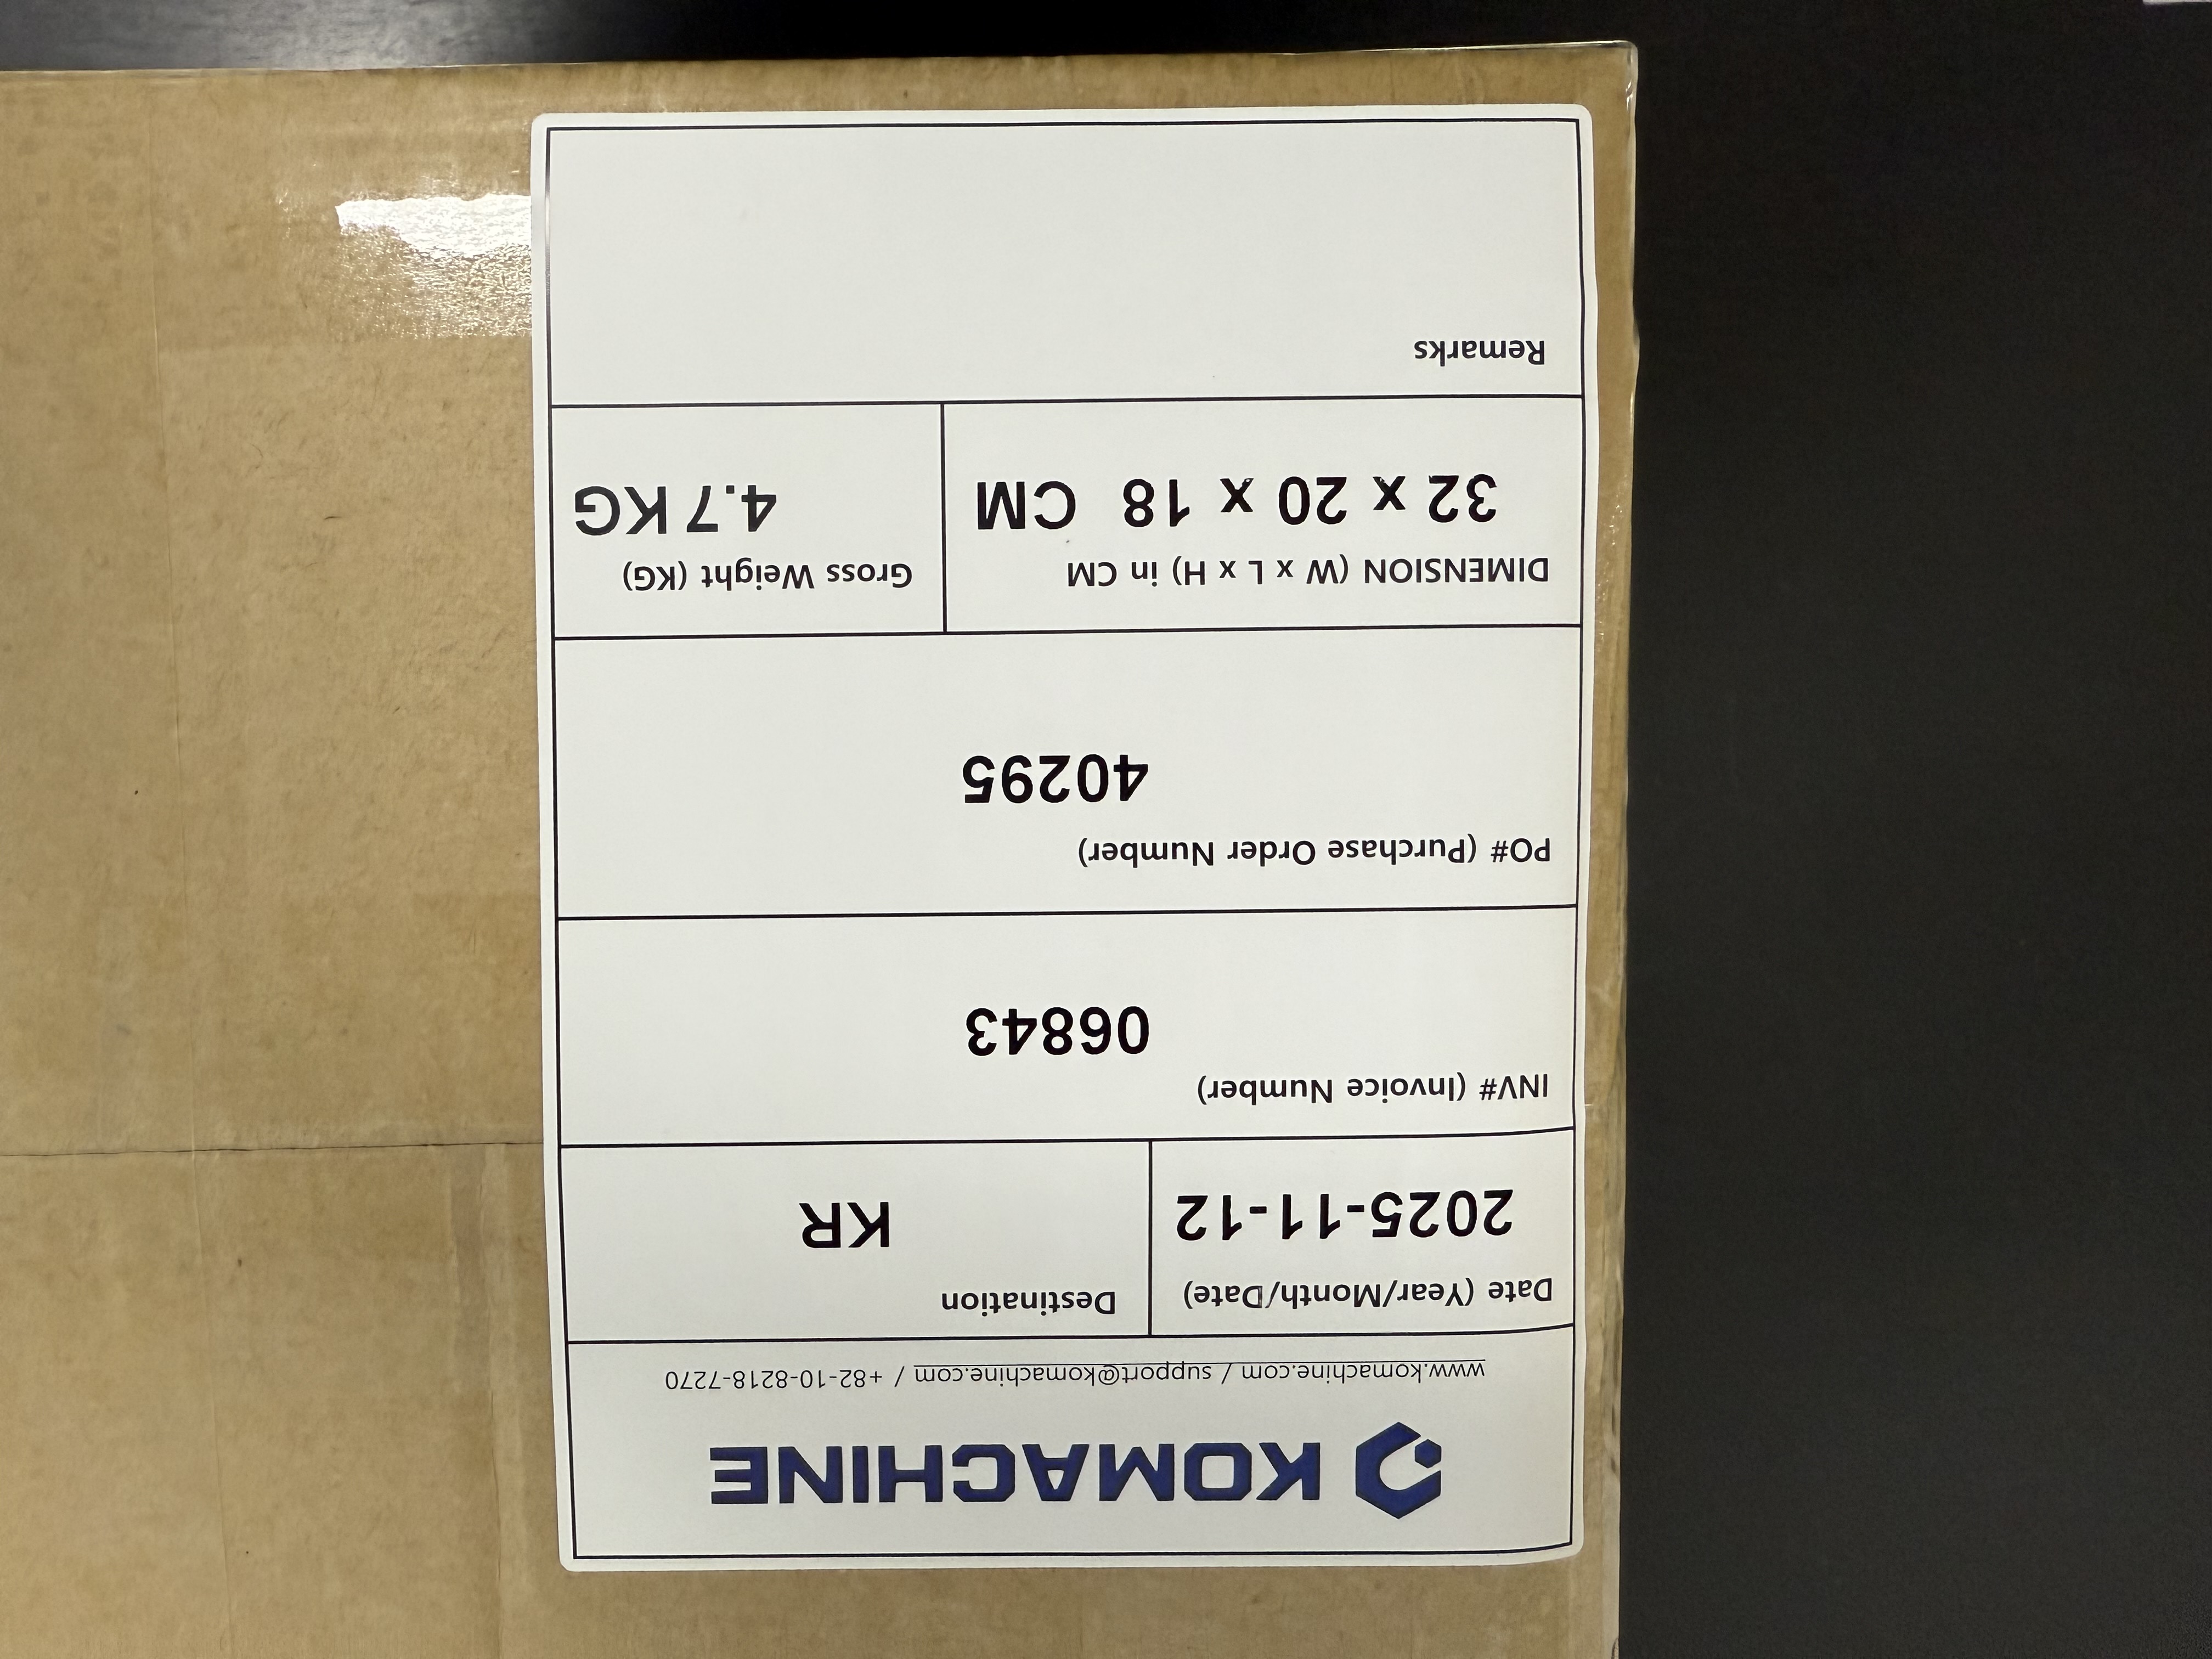 KOMACHINE
www.komachine.com / support@komachine.com / +82-10-8218-7270
Date (Year/Month/Date)
2025-11-12
Destination
KR
INV# (Invoice Number)
06843
PO# (Purchase Order Number)
40295
DIMENSION (W x L x H) in CM
32 x 20 x 18 CM
Gross Weight (KG)
4.7 KG
Remarks